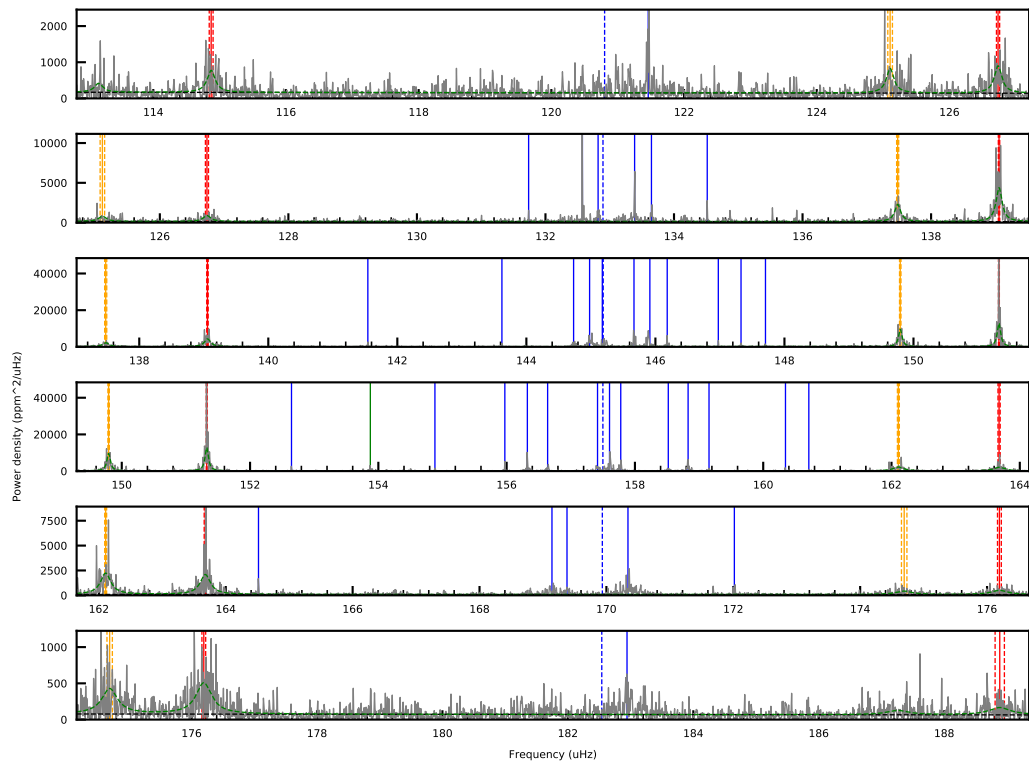 2000
1000
0
114 116 118 120 122 124 126
10000
5000
0
126 128 130 132 134 136 138
40000
20000
0
138 140 142 144 146 148 150
40000
20000
0
150 152 154 156 158 160 162 164
7500
5000
2500
0
162 164 166 168 170 172 174 176
1000
500
0
176 178 180 182 184 186 188
Power density (ppm^2/uHz)
Frequency (uHz)